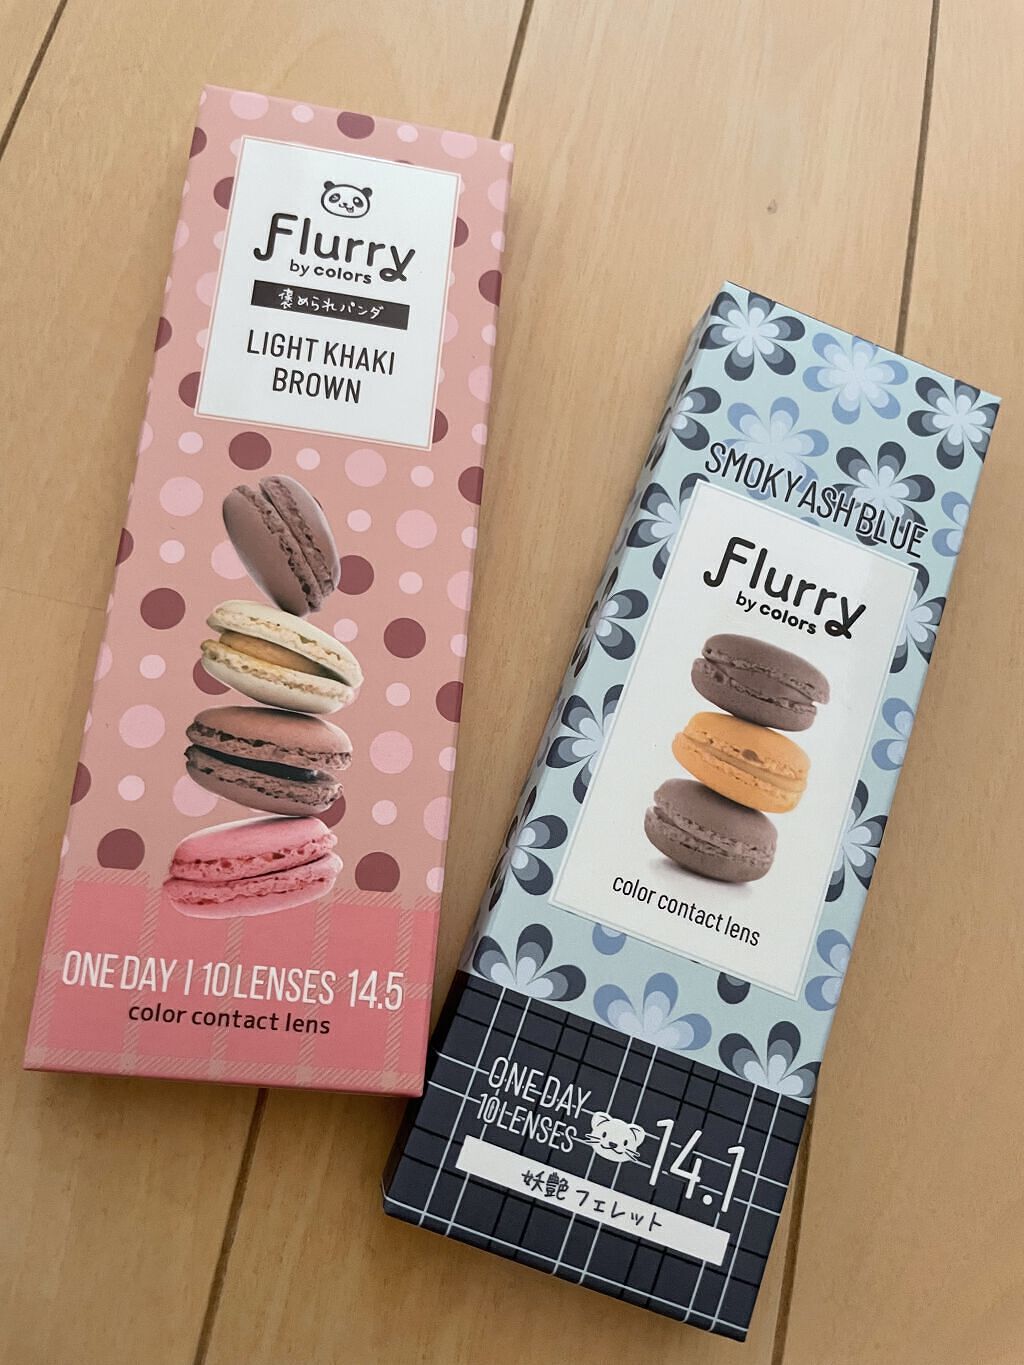 Flurry
by colors
褒められパンダ
LIGHT KHAKI
BROWN
ONE DAY | 10 LENSES 14.5
color contact lens
SMOKY ASH BLUE
Flurry
by colors
color contact lens
ONE DAY
10 LENSES
14.1
妖艶フェレット